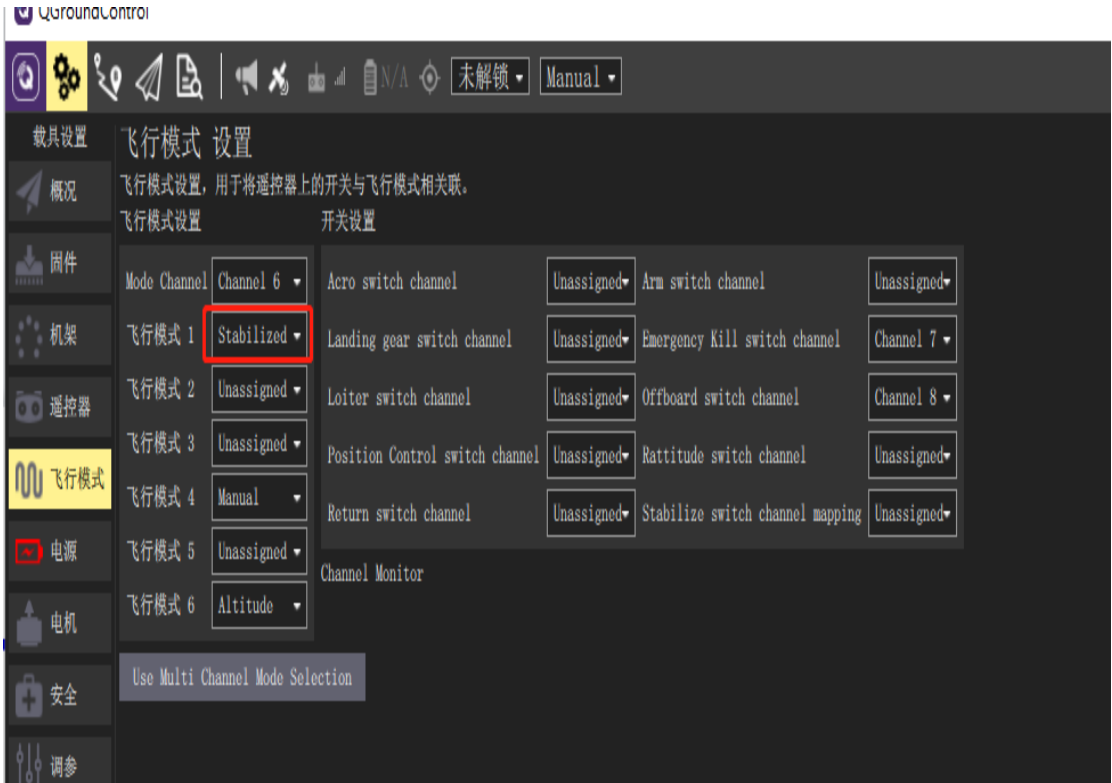 QGroundControl
N/A 未解锁 Manual
载具设置
概况
固件
机架
遥控器
飞行模式
电源
电机
安全
调参
飞行模式 设置
飞行模式设置，用于将遥控器上的开关与飞行模式相关联。
飞行模式设置
Mode Channel Channel 6
飞行模式 1 Stabilized
飞行模式 2 Unassigned
飞行模式 3 Unassigned
飞行模式 4 Manual
飞行模式 5 Unassigned
飞行模式 6 Altitude
Use Multi Channel Mode Selection
开关设置
Acro switch channel Unassigned Arm switch channel Unassigned
Landing gear switch channel Unassigned Emergency Kill switch channel Channel 7
Loiter switch channel Unassigned Offboard switch channel Channel 8
Position Control switch channel Unassigned Rattitude switch channel Unassigned
Return switch channel Unassigned Stabilize switch channel mapping Unassigned
Channel Monitor